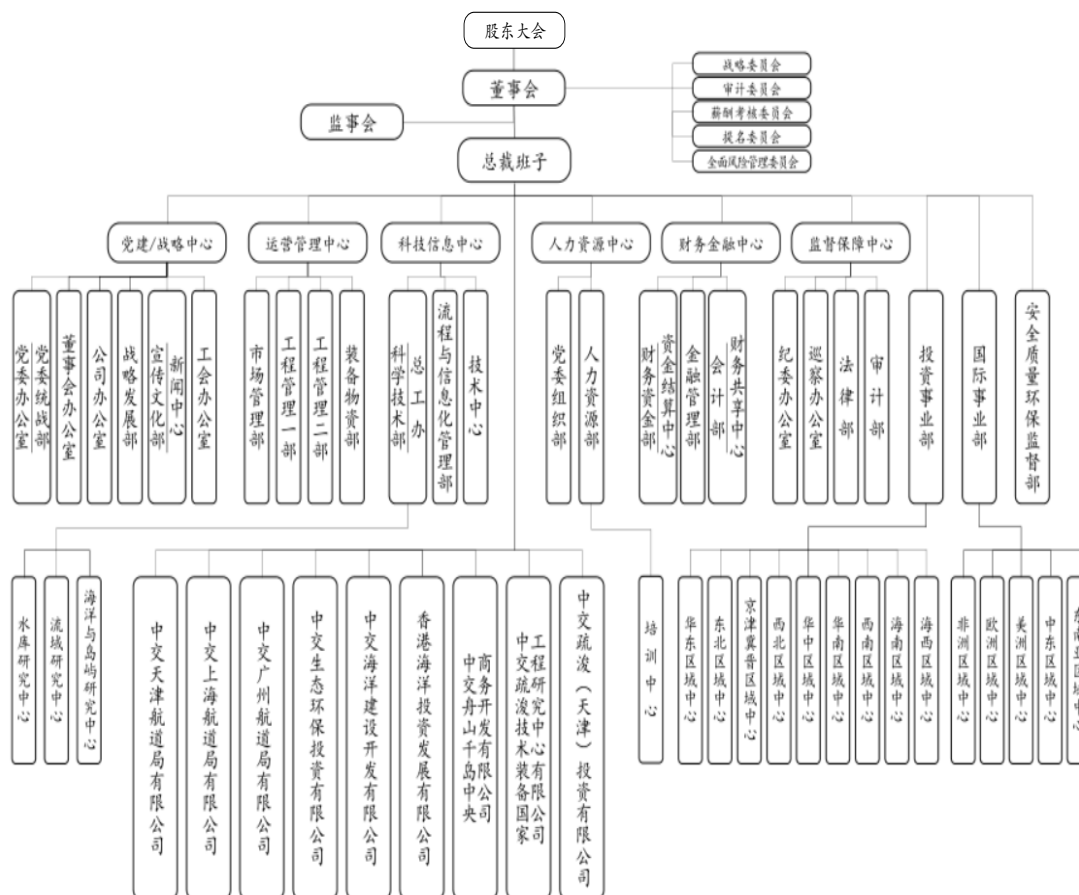 股东大会
董事会
战略委员会
审计委员会
薪酬考核委员会
提名委员会
全面风险管理委员会
监事会
总裁班子
党建/战略中心
运营管理中心
科技信息中心
人力资源中心
财务金融中心
监督保障中心
党委办公室
党委统战部
董事会办公室
公司办公室
战略发展部
宣传文化部
新闻中心
工会办公室
市场管理部
工程管理一部
工程管理二部
装备物资部
科学技术部
总工办
流程与信息化管理部
技术中心
党委组织部
人力资源部
财务资金部
资金结算中心
金融管理部
会计部
财务共享中心
纪委办公室
巡察办公室
法律部
审计部
投资事业部
国际事业部
安全质量环保监督部
水库研究中心
流域研究中心
海洋与岛屿研究中心
中交天津航道局有限公司
中交上海航道局有限公司
中交广州航道局有限公司
中交生态环保投资有限公司
中交海洋建设开发有限公司
香港海洋投资发展有限公司
中交舟山千岛中央
商务开发有限公司
中交疏浚技术装备国家
工程研究中心有限公司
中交疏浚（天津）投资有限公司
培训中心
华东区域中心
东北区域中心
京津冀晋区域中心
西北区域中心
华中区域中心
华南区域中心
西南区域中心
海南区域中心
海西区域中心
非洲区域中心
欧洲区域中心
美洲区域中心
中东区域中心
东南亚区域中心